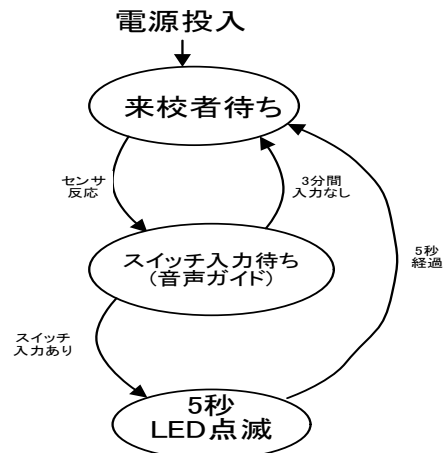 電源投入
来校者待ち
センサ
反応
3分間
入力なし
スイッチ入力待ち
(音声ガイド)
5秒
経過
スイッチ
入力あり
5秒
LED点滅